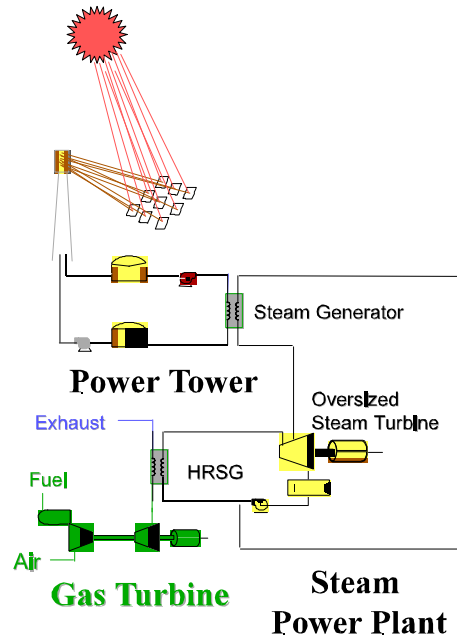 Steam Generator
Power Tower
Oversized
Steam Turbine
Exhaust
HRSG
Fuel
Air
Gas Turbine
Steam
Power Plant